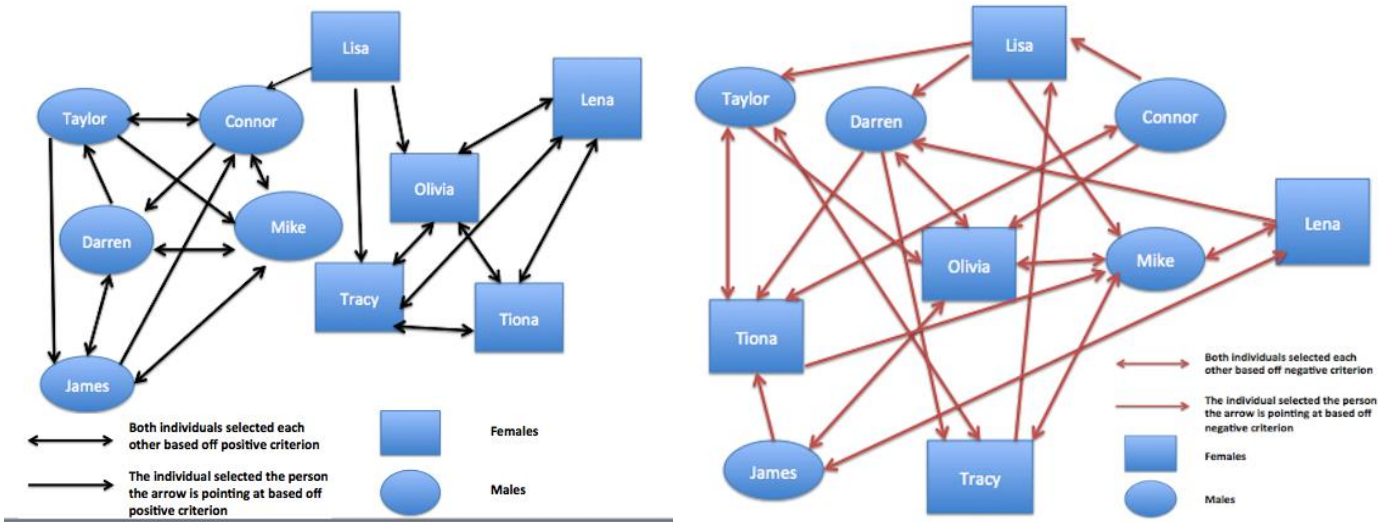 Lisa
Lena
Taylor
Connor
Olivia
Mike
Darren
Tracy
Tiona
James
Both individuals selected each
other based off positive criterion
Females
The individual selected the person
the arrow is pointing at based off
positive criterion
Males
Lisa
Taylor
Darren
Connor
Lena
Olivia
Mike
Tiona
James
Tracy
Both individuals selected each
other based off negative criterion
The individual selected the person
the arrow is pointing at based off
negative criterion
Females
Males